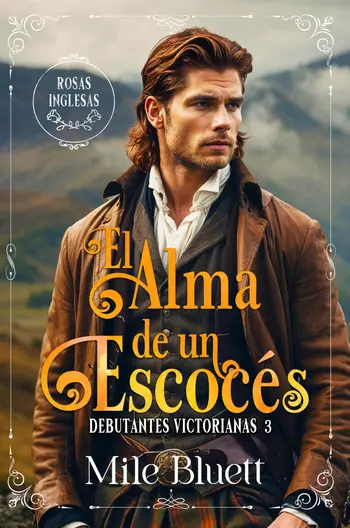 ROSAS
INGLESAS
El Alma
de un
Escocés
DEBUTANTES VICTORIANAS 3
Mile Bluett